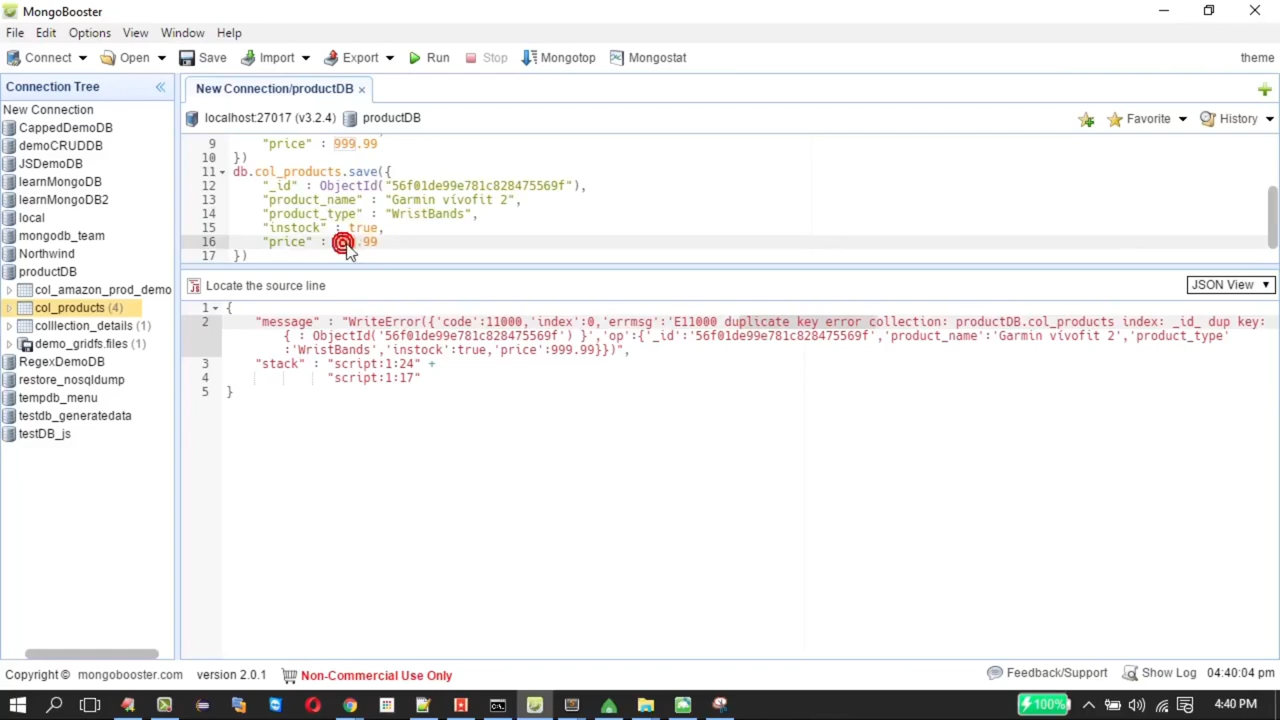 MongoBooster
File Edit Options View Window Help
Connect Open Save Import Export Run Stop Mongotop Mongostat theme
Connection Tree
New Connection/productDB ×
New Connection
localhost:27017 (v3.2.4) productDB Favorite History
CappedDemoDB
demoCRUDDB
JSDemoDB
learnMongoDB
learnMongoDB2
local
mongodb_team
Northwind
productDB
col_amazon_prod_demo
col_products (4)
colllection_details (1)
demo_gridfs.files (1)
RegexDemoDB
restore_nosqldump
tempdb_menu
testdb_generatedata
testDB_js
9 "price" : 999.99
10 })
11 db.col_products.save({
12 "_id" : ObjectId("56f01de99e781c828475569f"),
13 "product_name" : "Garmin vívofit 2",
14 "product_type" : "WristBands",
15 "instock" : true,
16 "price" : .99
17 })
Locate the source line JSON View
1 {
2 "message" : "WriteError({'code':11000,'index':0,'errmsg':'E11000 duplicate key error collection: productDB.col_products index: _id_ dup key:
{ : ObjectId('56f01de99e781c828475569f') }','op':{'_id':'56f01de99e781c828475569f','product_name':'Garmin vívofit 2','product_type'
:'WristBands','instock':true,'price':999.99}})",
3 "stack" : "script:1:24" +
4 "script:1:17"
5 }
Copyright © mongobooster.com version 2.0.1 Non-Commercial Use Only Feedback/Support Show Log 04:40:04 PM
100% 4:40 PM